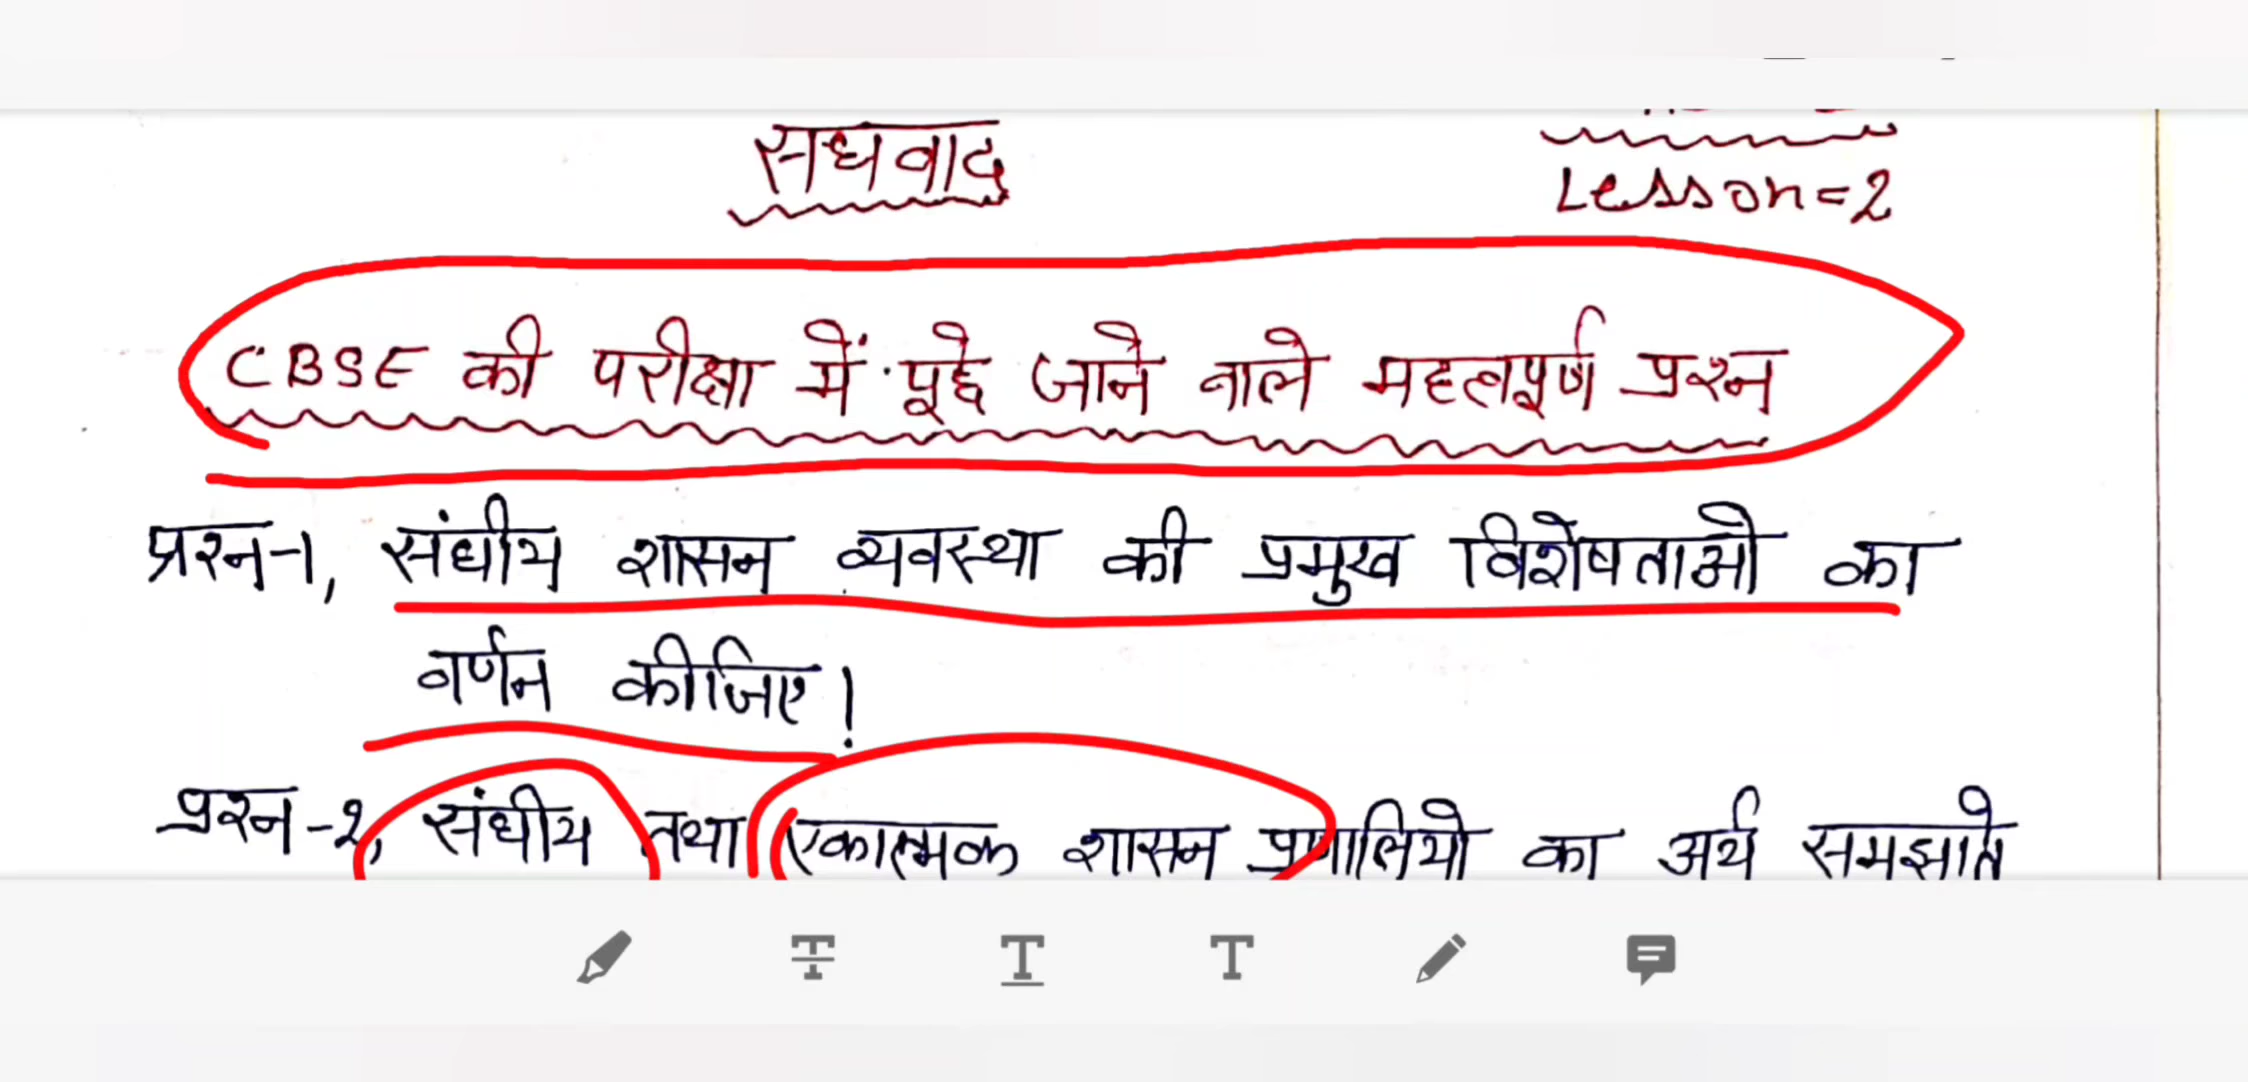 संघवाद
Lesson=2
CBSE की परीक्षा में पूछे जाने वाले महत्वपूर्ण प्रश्न
प्रश्न-1, संघीय शासन व्यवस्था की प्रमुख विशेषताओ का
वर्णन कीजिए!
प्रश्न-2, संघीय तथा एकात्मक शासन प्रणालियो का अर्थ समझाते